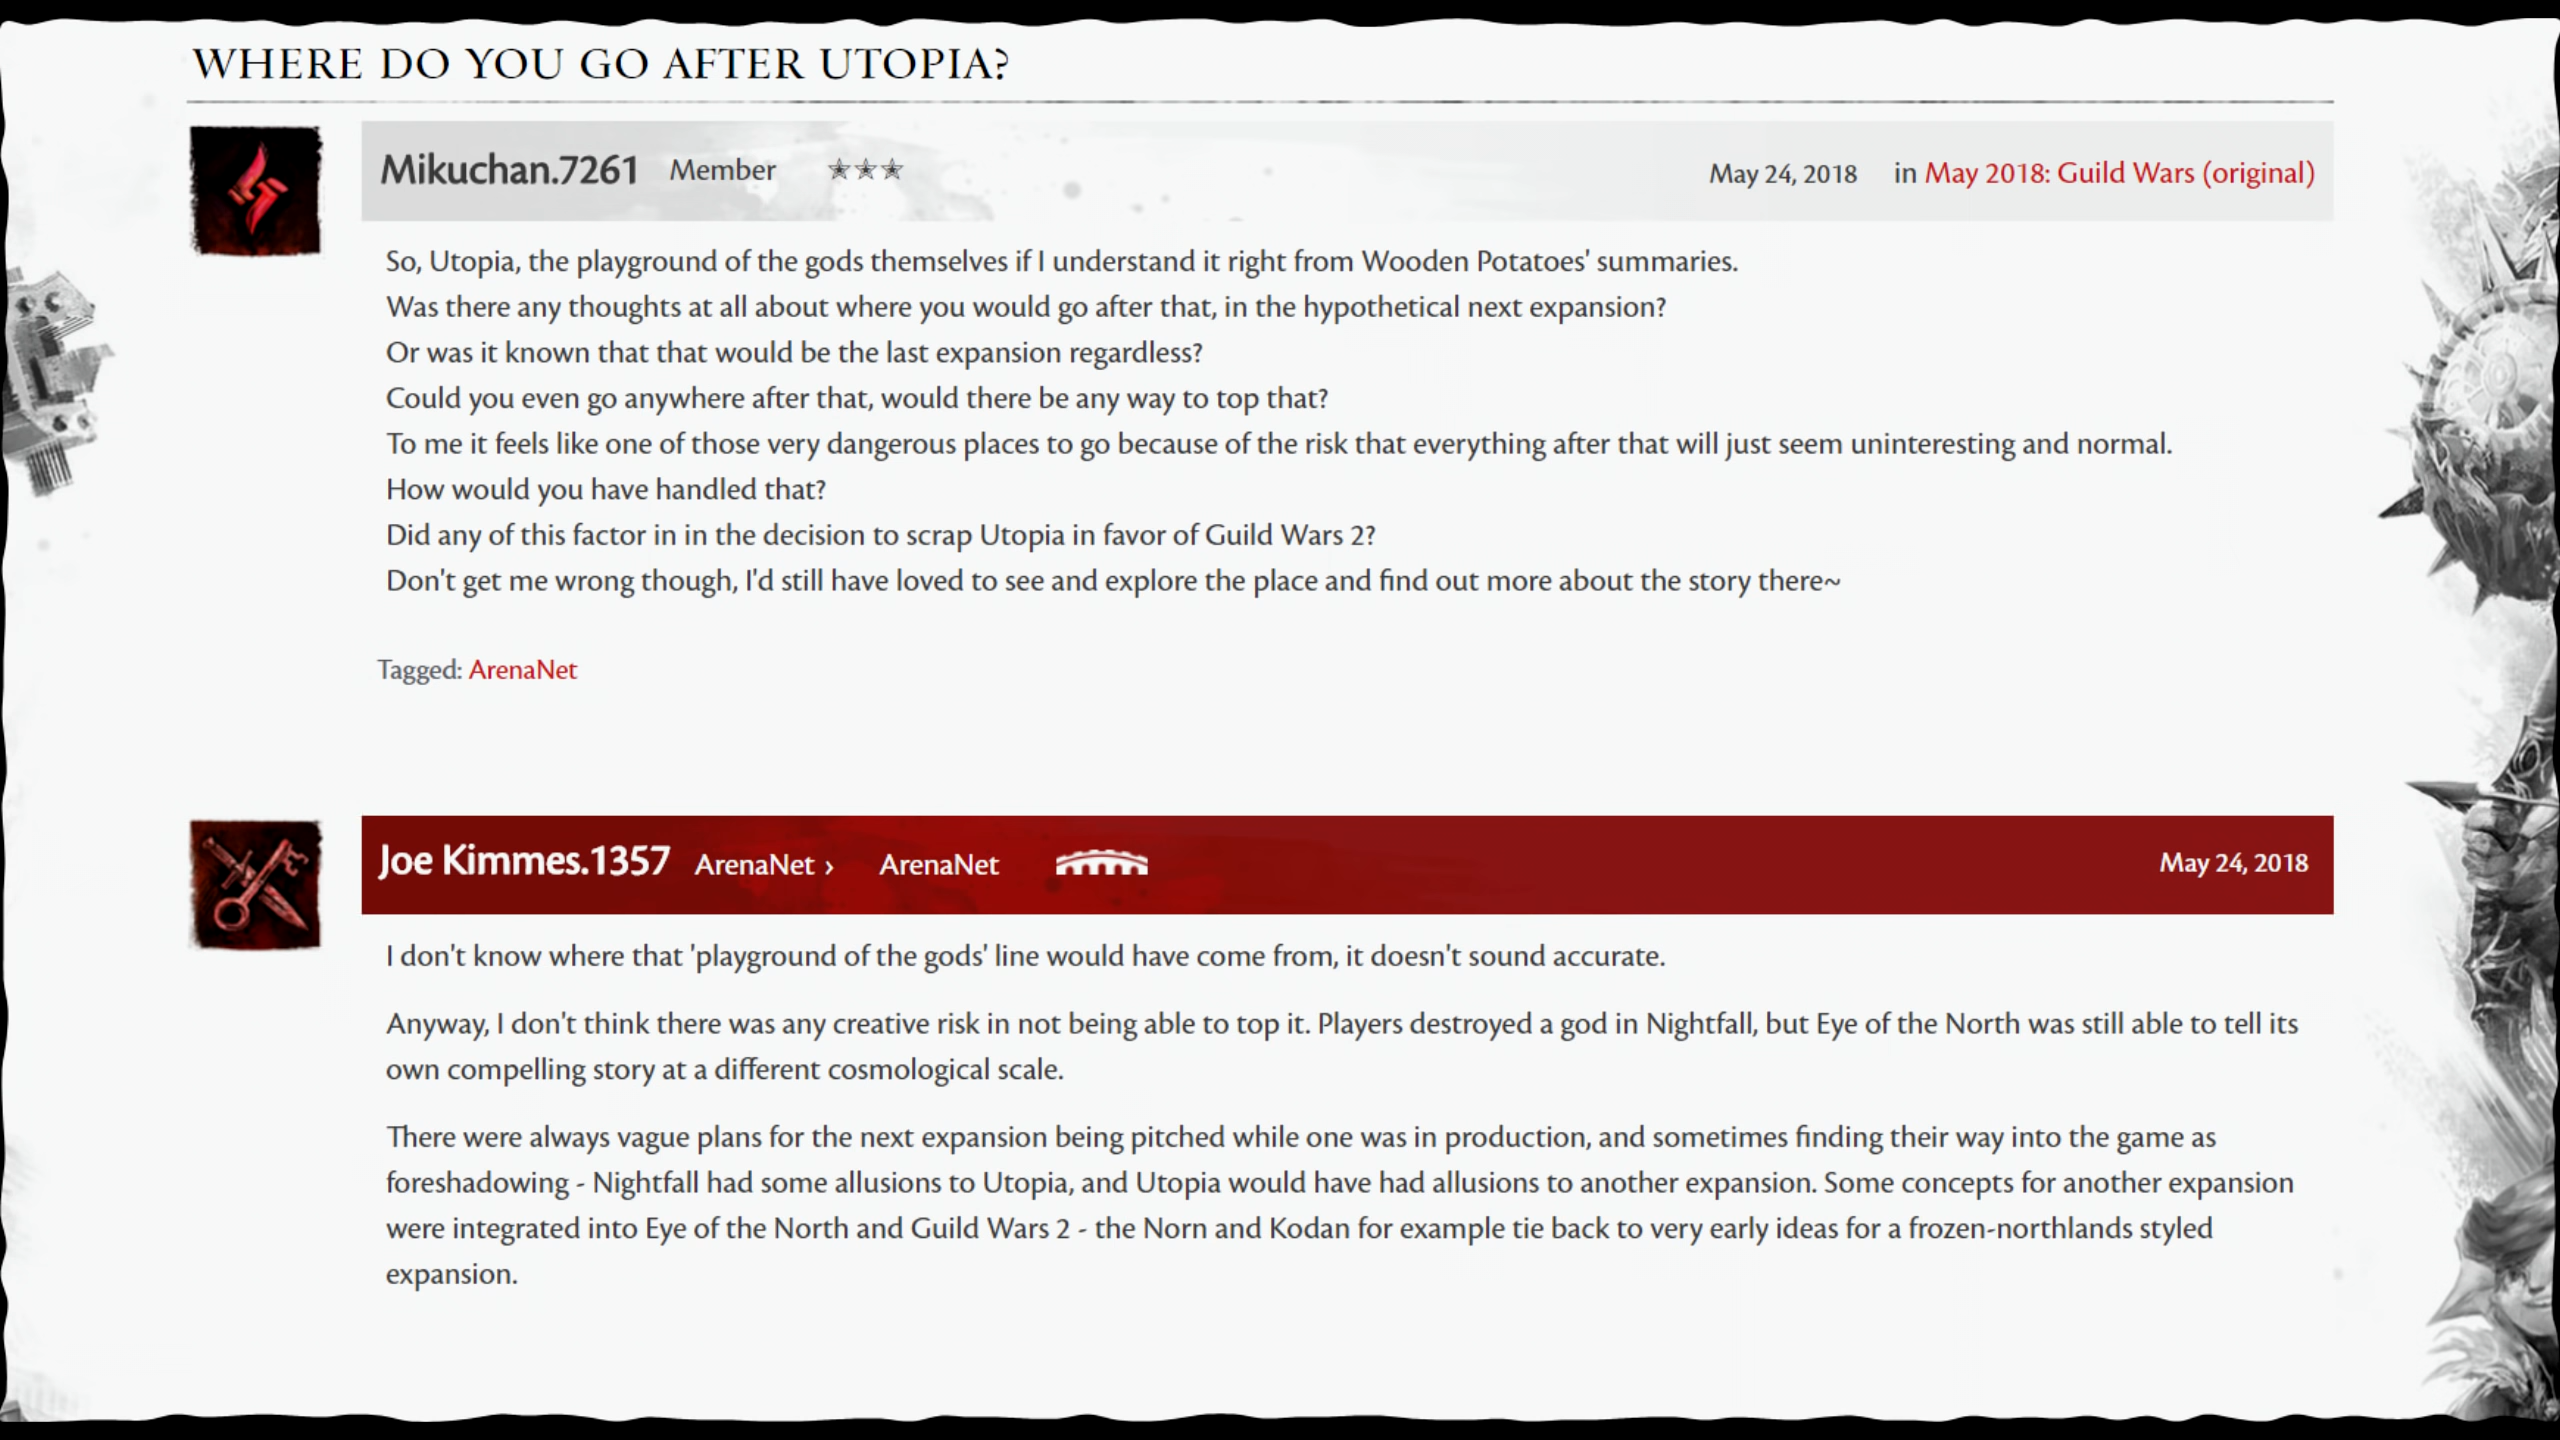 WHERE DO YOU GO AFTER UTOPIA?
Mikuchan.7261 Member ★★★ May 24, 2018 in May 2018: Guild Wars (original)
So, Utopia, the playground of the gods themselves if I understand it right from Wooden Potatoes' summaries.
Was there any thoughts at all about where you would go after that, in the hypothetical next expansion?
Or was it known that that would be the last expansion regardless?
Could you even go anywhere after that, would there be any way to top that?
To me it feels like one of those very dangerous places to go because of the risk that everything after that will just seem uninteresting and normal.
How would you have handled that?
Did any of this factor in in the decision to scrap Utopia in favor of Guild Wars 2?
Don't get me wrong though, I'd still have loved to see and explore the place and find out more about the story there~
Tagged: ArenaNet
Joe Kimmes.1357 ArenaNet › ArenaNet May 24, 2018
I don't know where that 'playground of the gods' line would have come from, it doesn't sound accurate.
Anyway, I don't think there was any creative risk in not being able to top it. Players destroyed a god in Nightfall, but Eye of the North was still able to tell its
own compelling story at a different cosmological scale.
There were always vague plans for the next expansion being pitched while one was in production, and sometimes finding their way into the game as
foreshadowing - Nightfall had some allusions to Utopia, and Utopia would have had allusions to another expansion. Some concepts for another expansion
were integrated into Eye of the North and Guild Wars 2 - the Norn and Kodan for example tie back to very early ideas for a frozen-northlands styled
expansion.